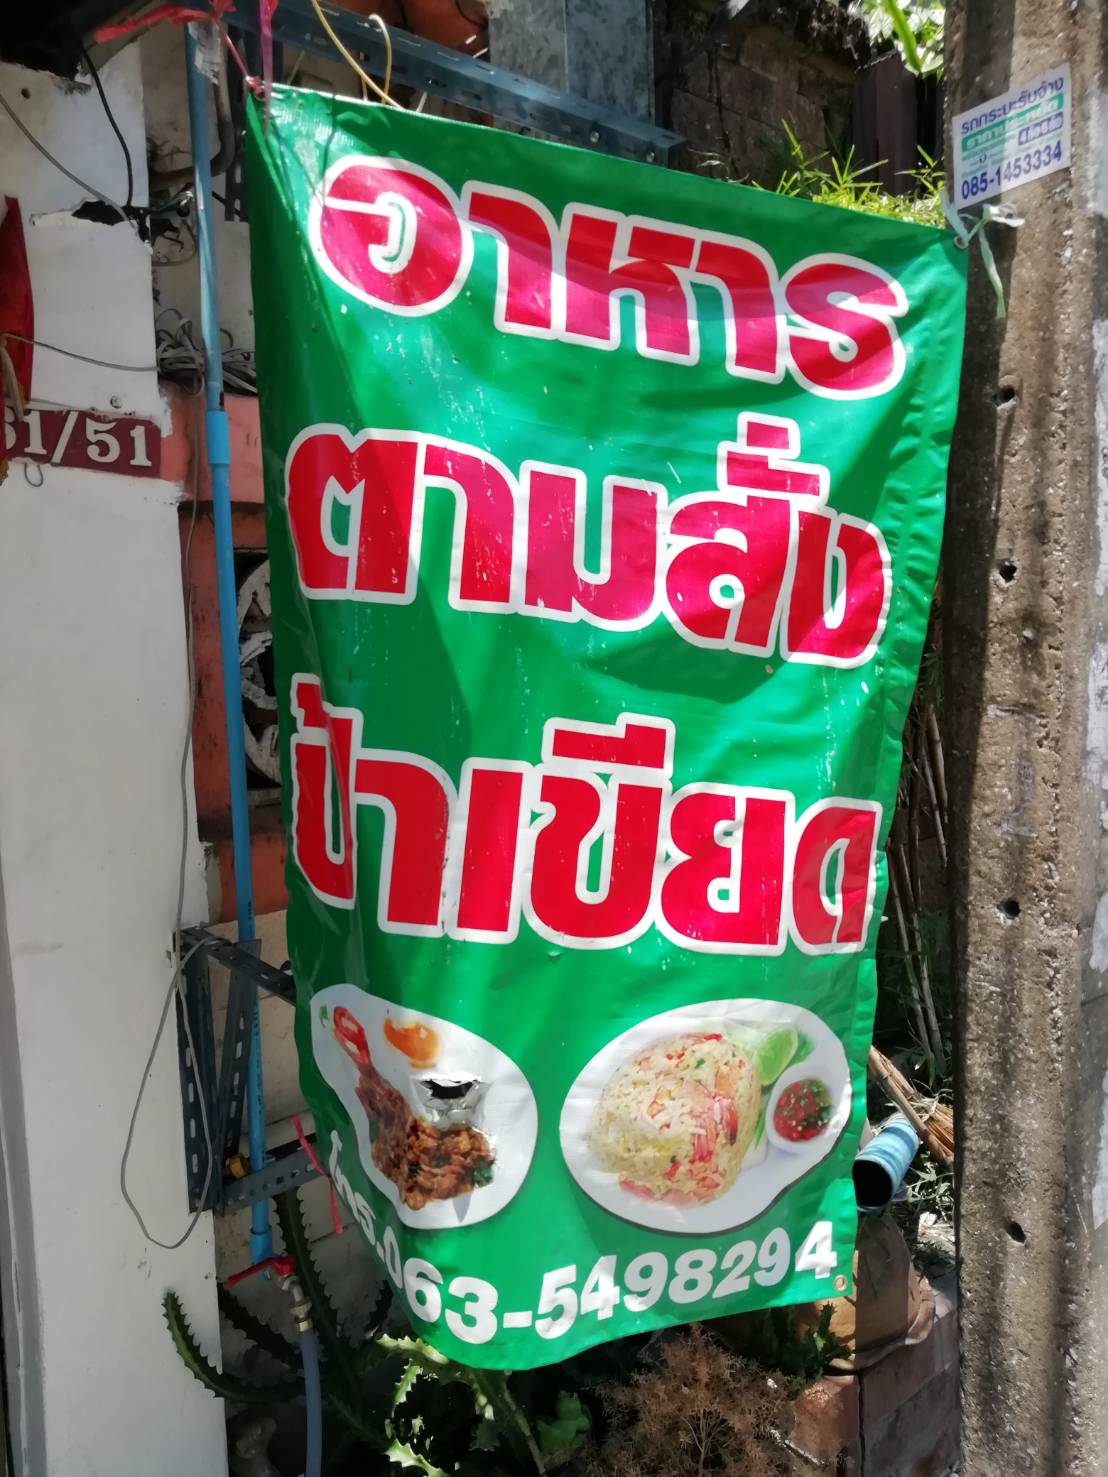 อาหาร
ตามสั่ง
ป้าเขียด
โทร.063-5498294
รถกระบะรับจ้าง
085-1453334
31/51